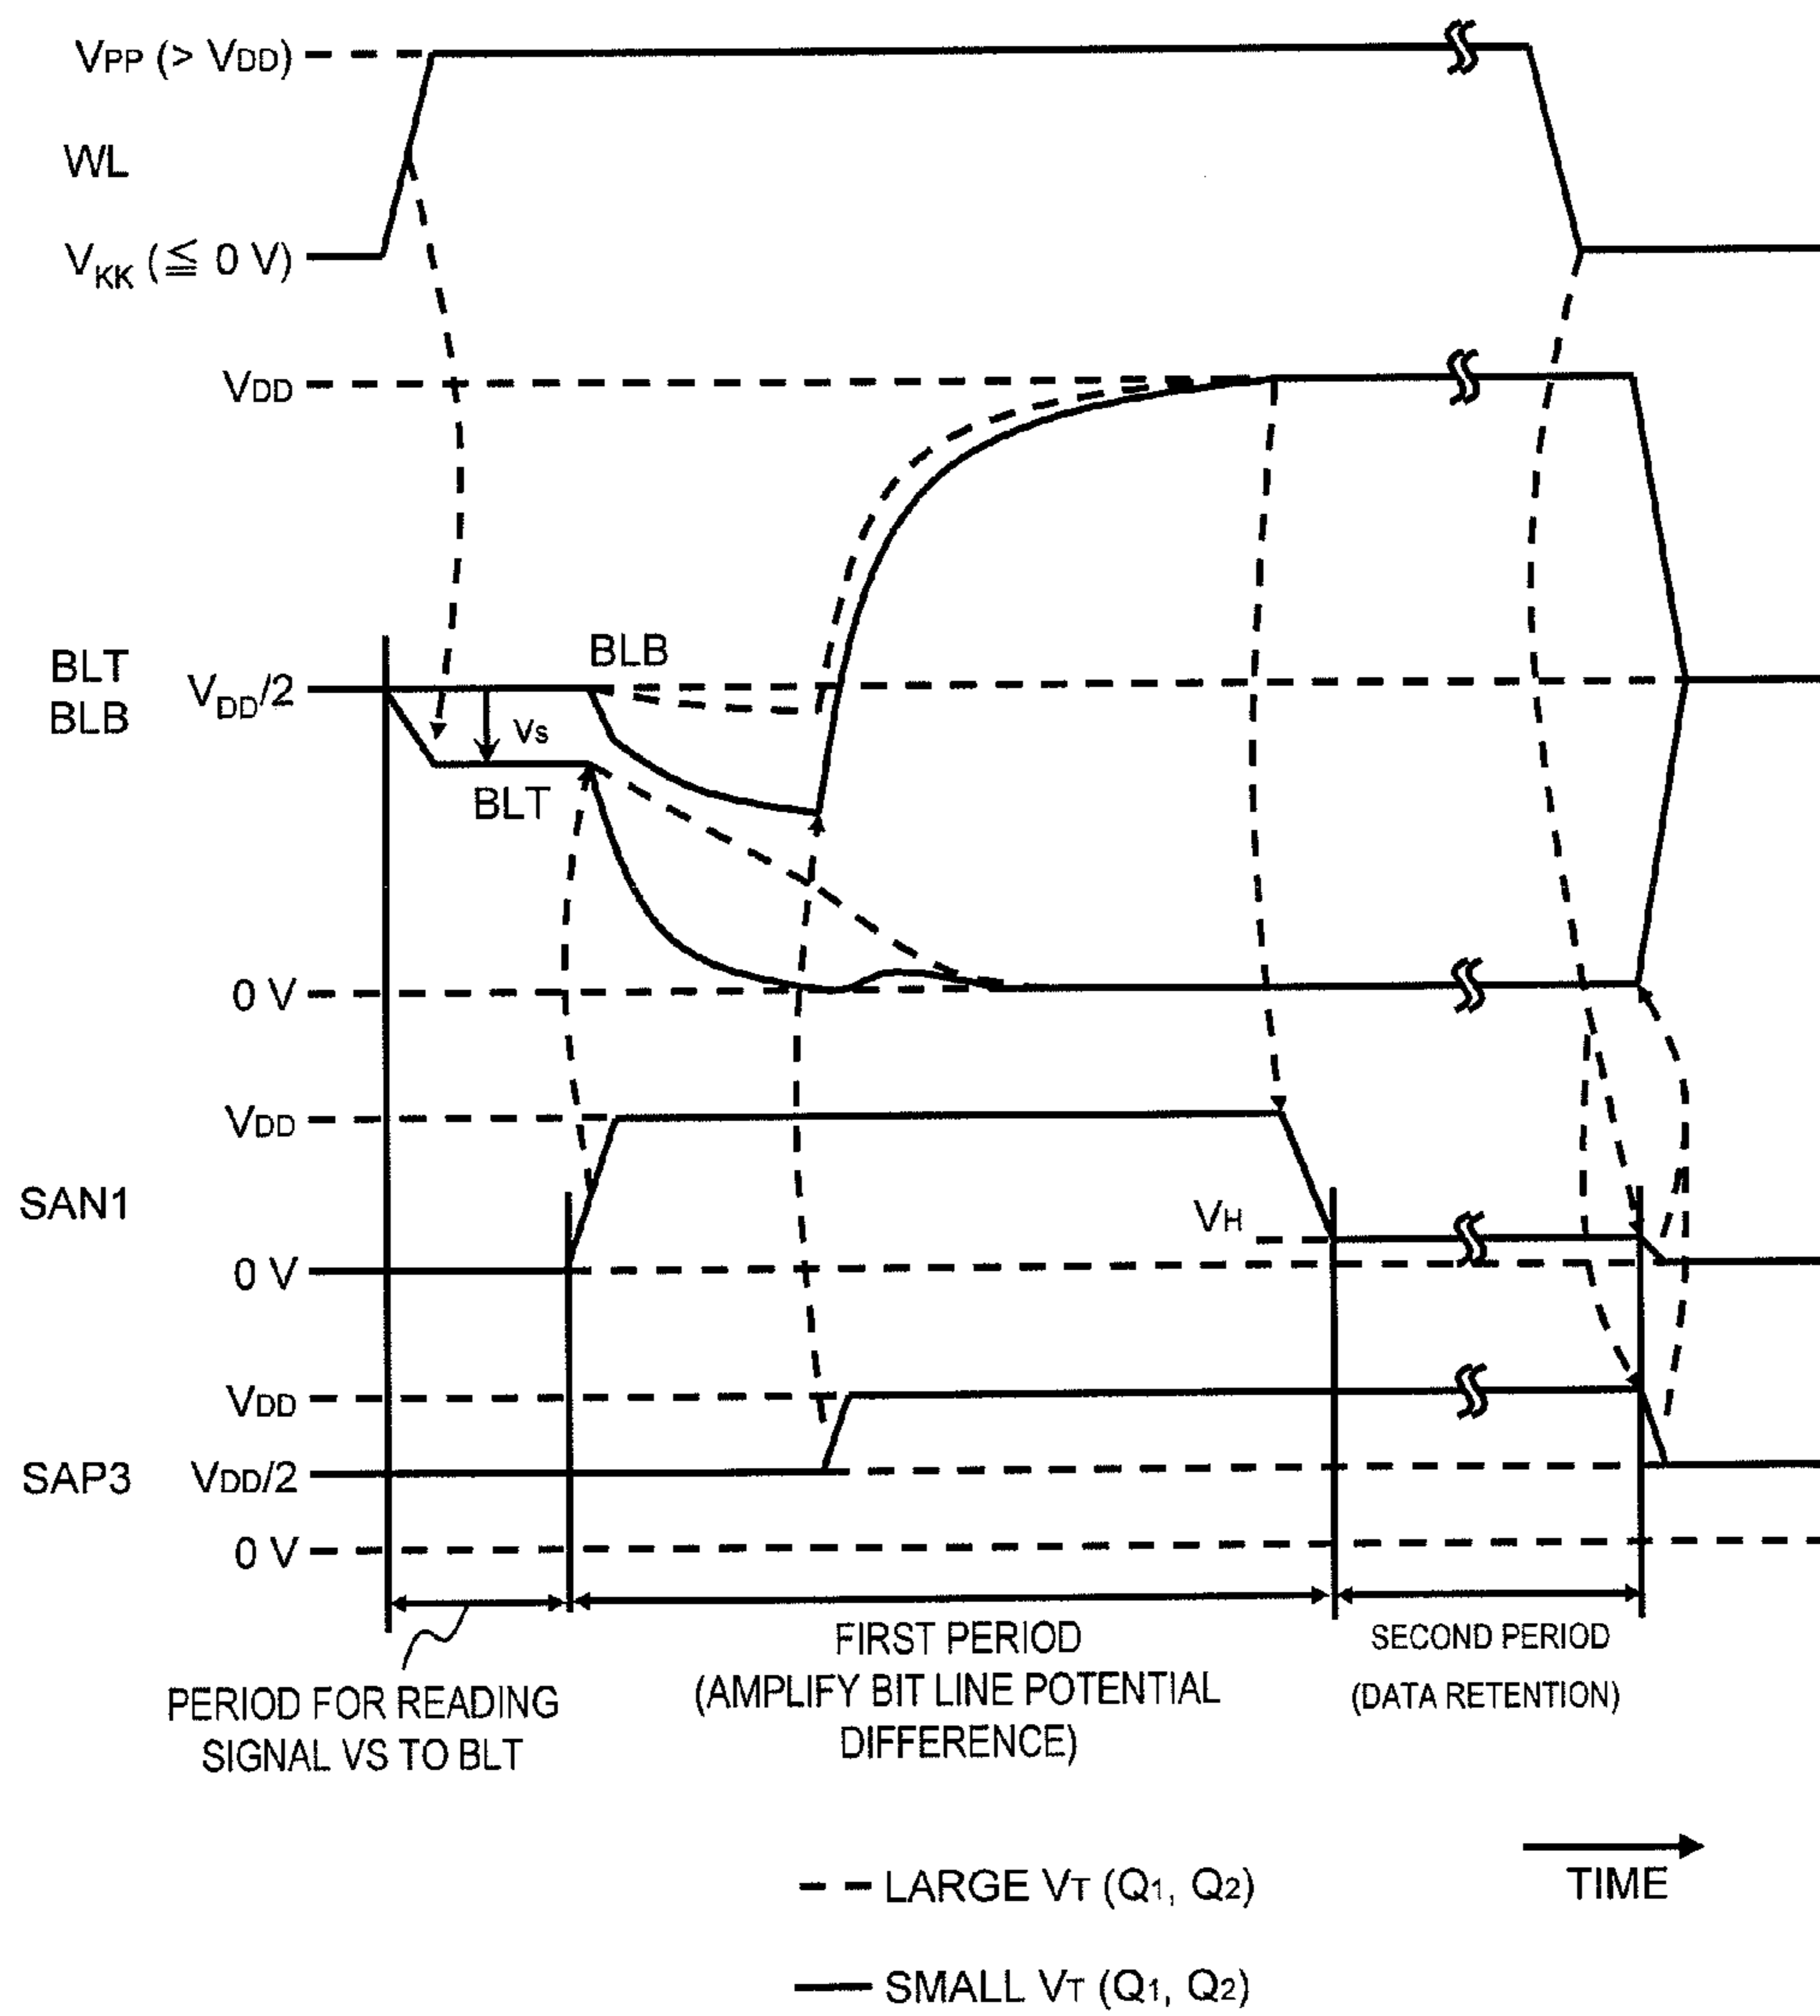 VPP (> VDD)
WL
VKK (≦ 0 V)
VDD
BLT
BLB
VDD/2
BLB
Vs
BLT
0 V
VDD
SAN1
VH
0 V
VDD
SAP3
VDD/2
0 V
PERIOD FOR READING
SIGNAL VS TO BLT
FIRST PERIOD
(AMPLIFY BIT LINE POTENTIAL
DIFFERENCE)
SECOND PERIOD
(DATA RETENTION)
TIME
LARGE VT (Q1, Q2)
SMALL VT (Q1, Q2)